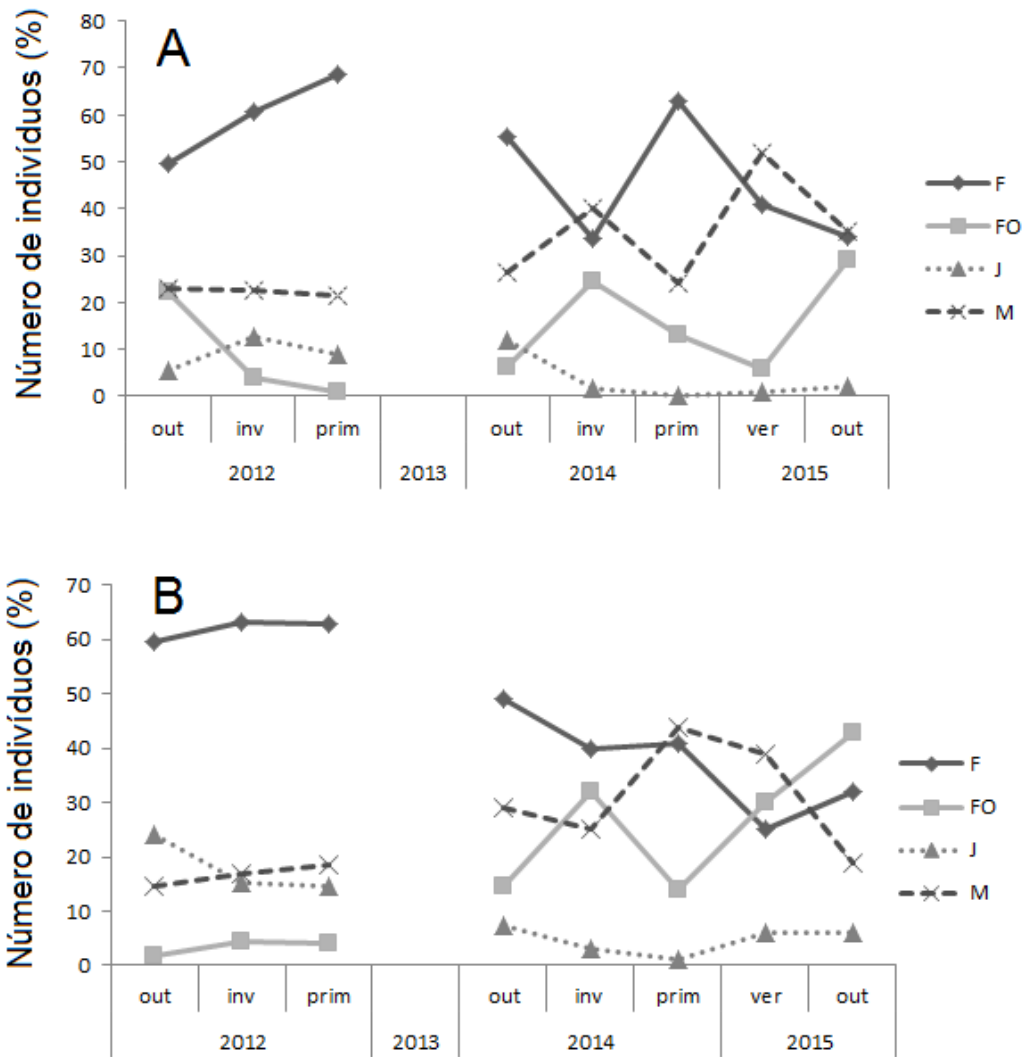 Número de indivíduos (%)
A
80
70
60
50
40
30
20
10
0
out inv prim out inv prim ver out
2012 2013 2014 2015
F
FO
J
M
Número de indivíduos (%)
B
70
60
50
40
30
20
10
0
out inv prim out inv prim ver out
2012 2013 2014 2015
F
FO
J
M